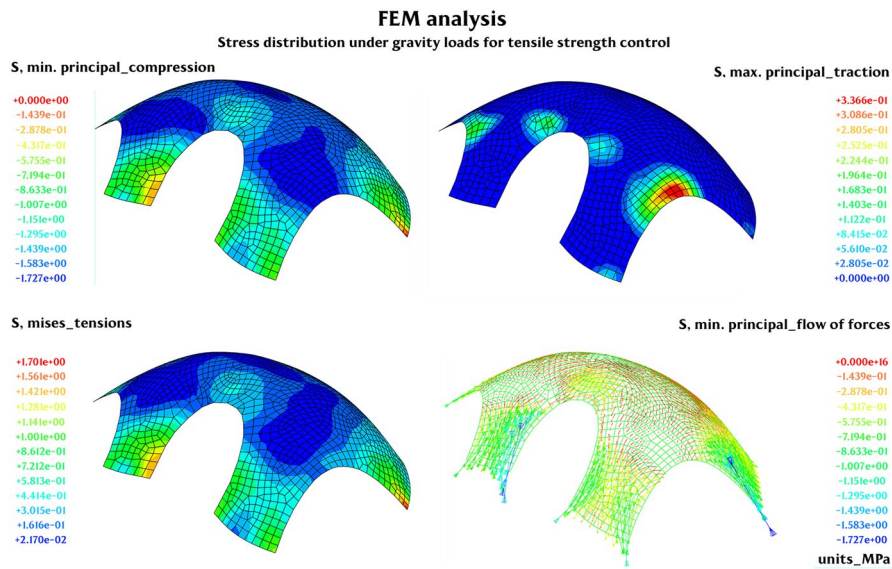 FEM analysis
Stress distribution under gravity loads for tensile strength control
S, min. principal_compression
+0.000e+00
-1.439e-01
-2.878e-01
-4.317e-01
-5.755e-01
-7.194e-01
-8.633e-01
-1.007e+00
-1.151e+00
-1.295e+00
-1.439e+00
-1.583e+00
-1.727e+00
S, max. principal_traction
+3.366e-01
+3.086e-01
+2.805e-01
+2.525e-01
+2.244e-01
+1.964e-01
+1.683e-01
+1.403e-01
+1.122e-01
+8.415e-02
+5.610e-02
+2.805e-02
+0.000e+00
S, mises_tensions
+1.701e+00
+1.561e+00
+1.421e+00
+1.281e+00
+1.141e+00
+1.001e+00
+8.612e-01
+7.212e-01
+5.813e-01
+4.414e-01
+3.015e-01
+1.616e-01
+2.170e-02
S, min. principal_flow of forces
+0.000e+16
-1.439e-01
-2.878e-01
-4.317e-01
-5.755e-01
-7.194e-01
-8.633e-01
-1.007e+00
-1.151e+00
-1.295e+00
-1.439e+00
-1.583e+00
-1.727e+00
units_MPa